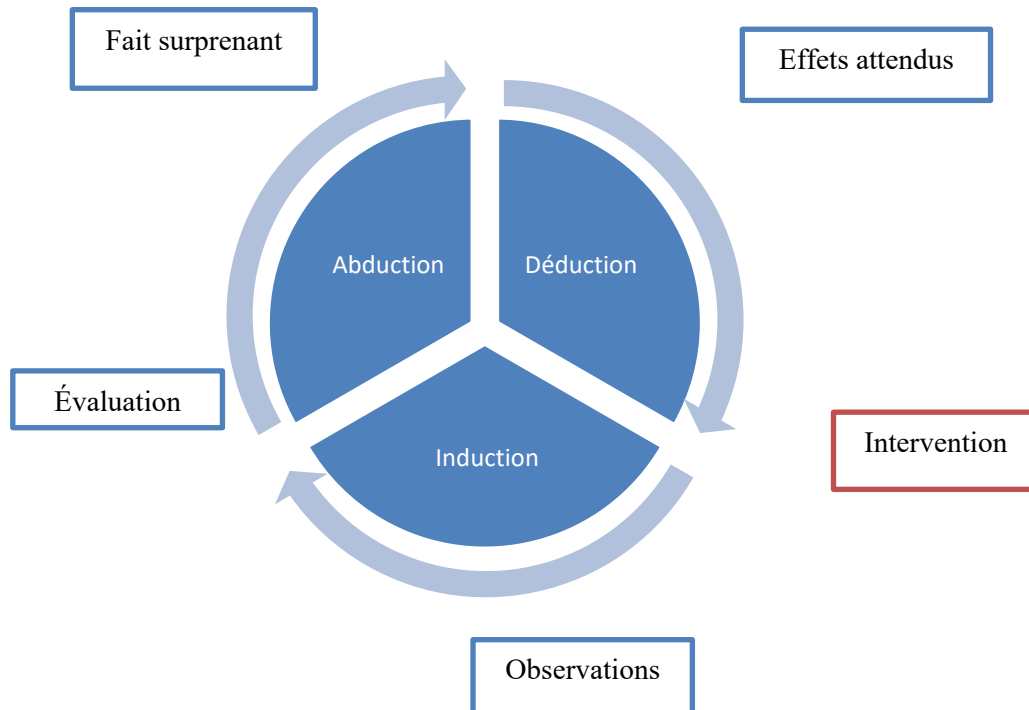 Fait surprenant
Effets attendus
Abduction
Déduction
Évaluation
Intervention
Induction
Observations